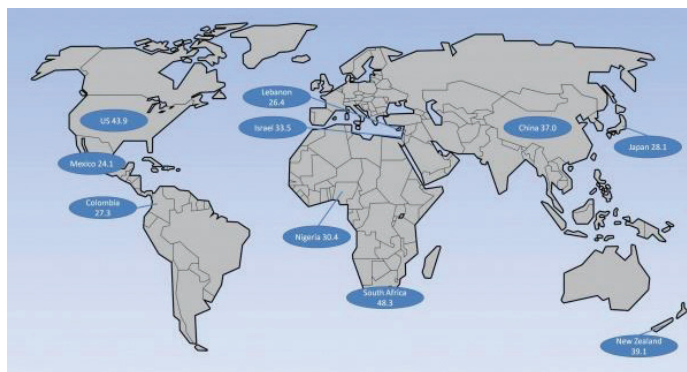 Lebanon
26.4
US 43.9
Israel 33.5
China 37.0
Japan 28.1
Mexico 24.1
Colombia
27.3
Nigeria 30.4
South Africa
48.3
New Zealand
39.1